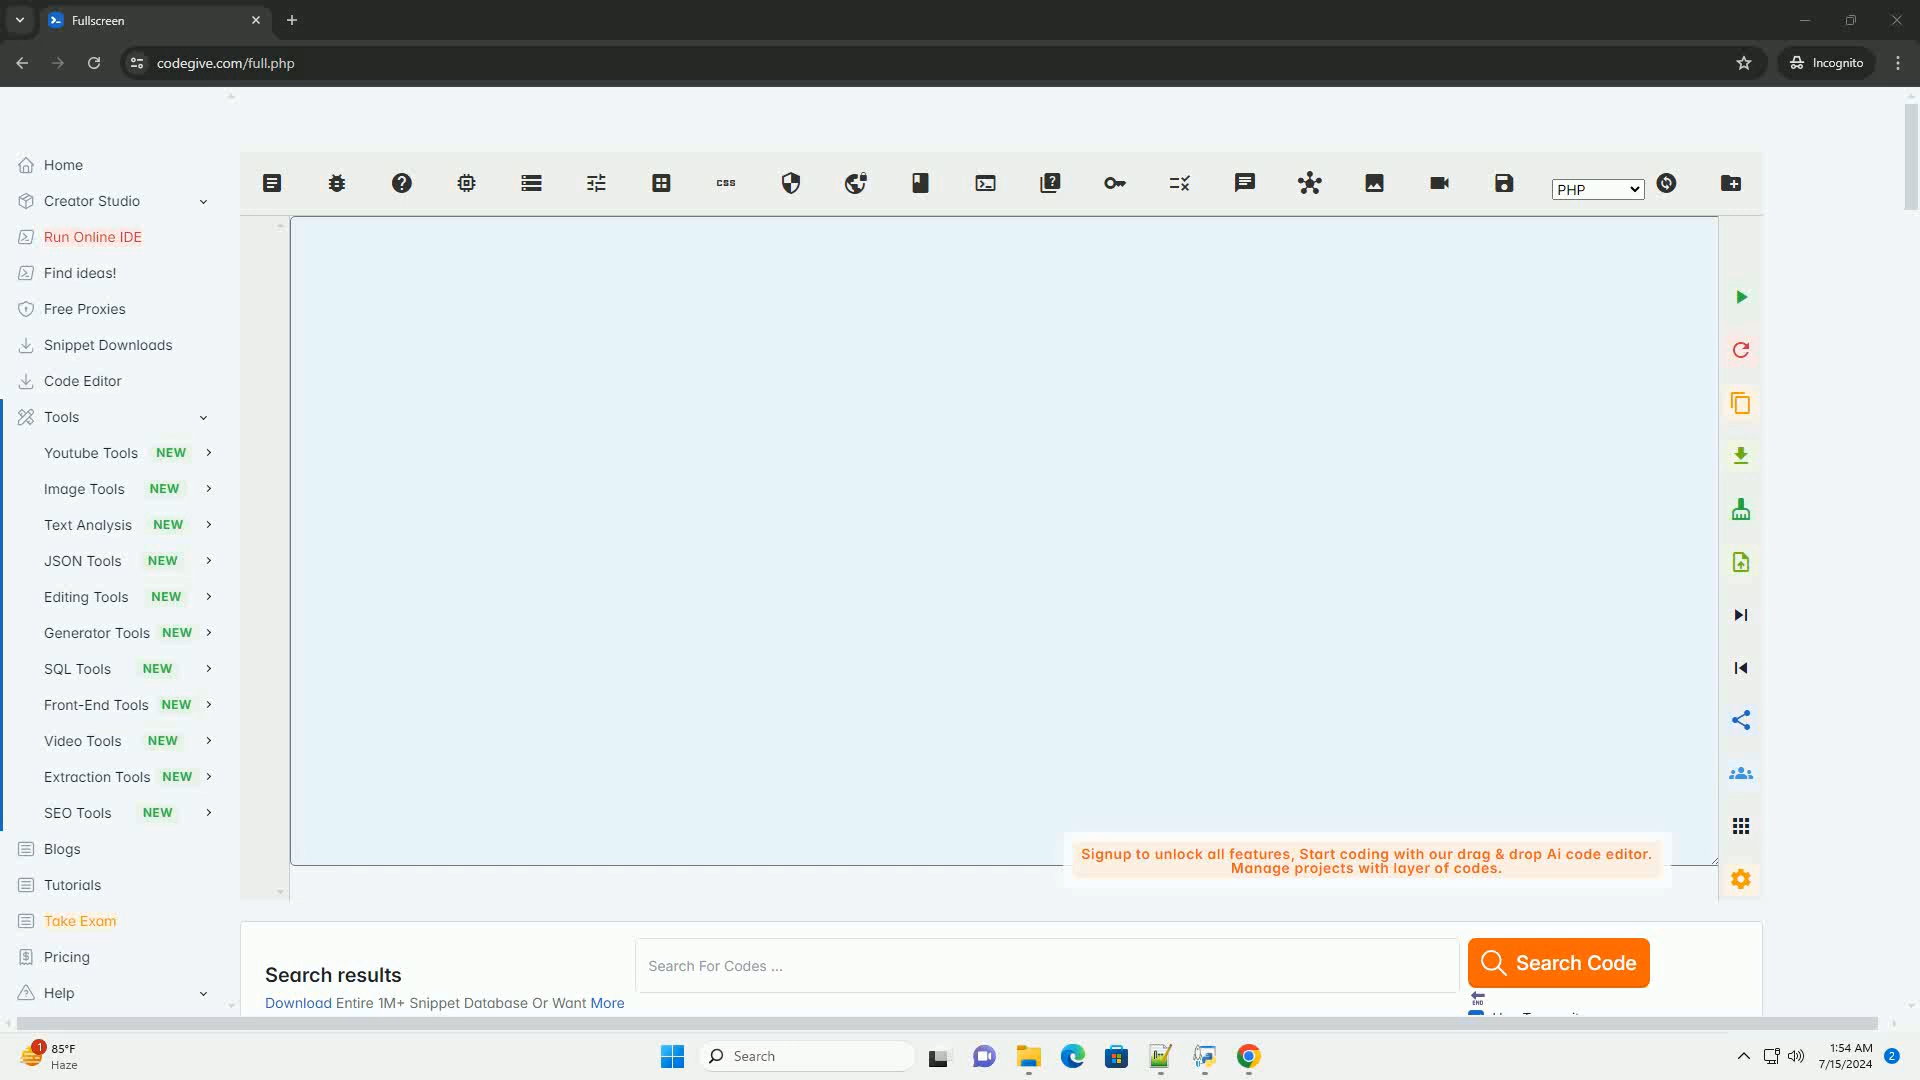 Fullscreen
codegive.com/full.php
Incognito
Home
Creator Studio
Run Online IDE
Find ideas!
Free Proxies
Snippet Downloads
Code Editor
Tools
Youtube Tools NEW
Image Tools NEW
Text Analysis NEW
JSON Tools NEW
Editing Tools NEW
Generator Tools NEW
SQL Tools NEW
Front-End Tools NEW
Video Tools NEW
Extraction Tools NEW
SEO Tools NEW
Blogs
Tutorials
Take Exam
Pricing
Help
css
PHP
Signup to unlock all features, Start coding with our drag & drop Ai code editor.
Manage projects with layer of codes.
Search results
Download Entire 1M+ Snippet Database Or Want More
Search For Codes ...
Search Code
END
1
85°F
Haze
Search
1:54 AM
7/15/2024
2